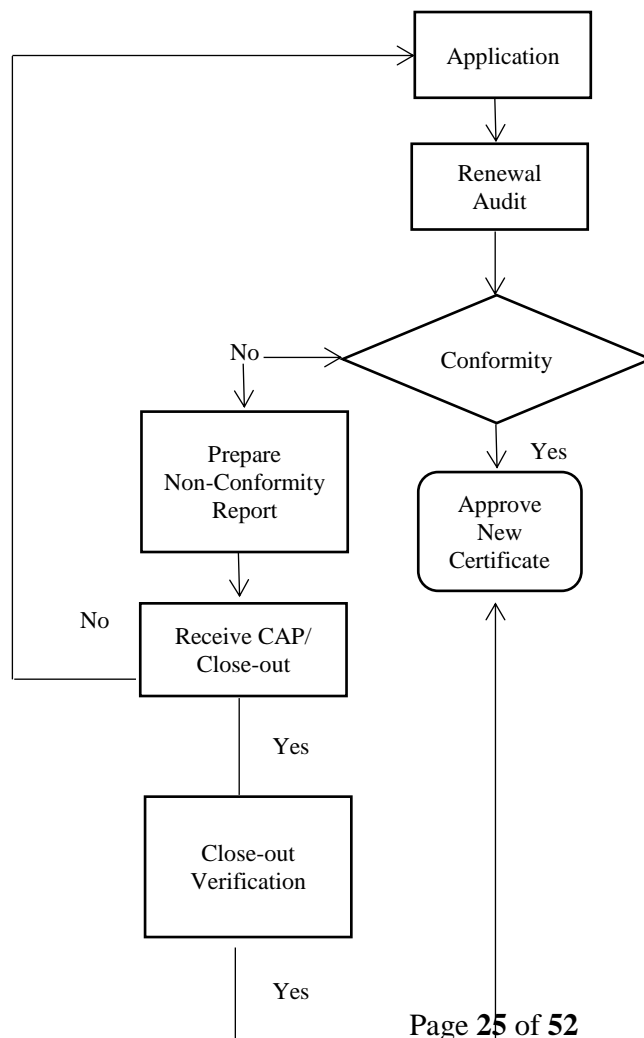 Application
Renewal
Audit
Conformity
No
Yes
Prepare
Non-Conformity
Report
Approve
New
Certificate
No
Receive CAP/
Close-out
Yes
Close-out
Verification
Yes
Page 25 of 52